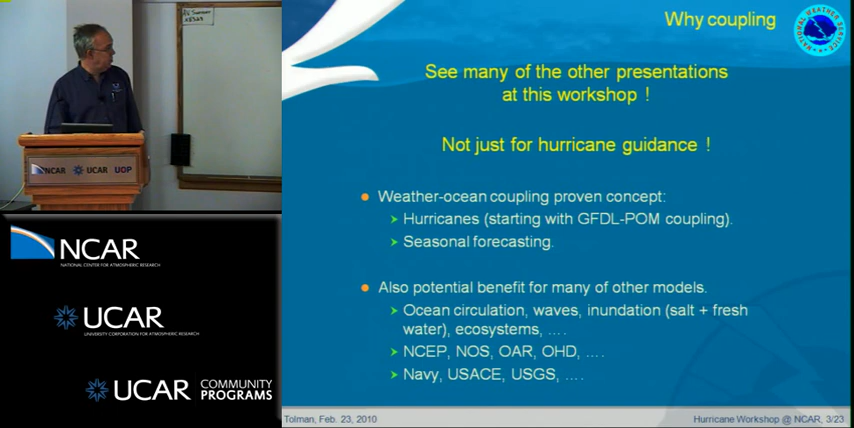 NCAR UCAR UOP
NCAR
NATIONAL CENTER FOR ATMOSPHERIC RESEARCH
UCAR
UNIVERSITY CORPORATION FOR ATMOSPHERIC RESEARCH
UCAR COMMUNITY PROGRAMS
Why coupling
NATIONAL WEATHER SERVICE
See many of the other presentations
at this workshop !
Not just for hurricane guidance !
Weather-ocean coupling proven concept:
Hurricanes (starting with GFDL-POM coupling).
Seasonal forecasting.
Also potential benefit for many of other models.
Ocean circulation, waves, inundation (salt + fresh
water), ecosystems, ….
NCEP, NOS, OAR, OHD, ….
Navy, USACE, USGS, ….
Tolman, Feb. 23, 2010
Hurricane Workshop @ NCAR, 3/23